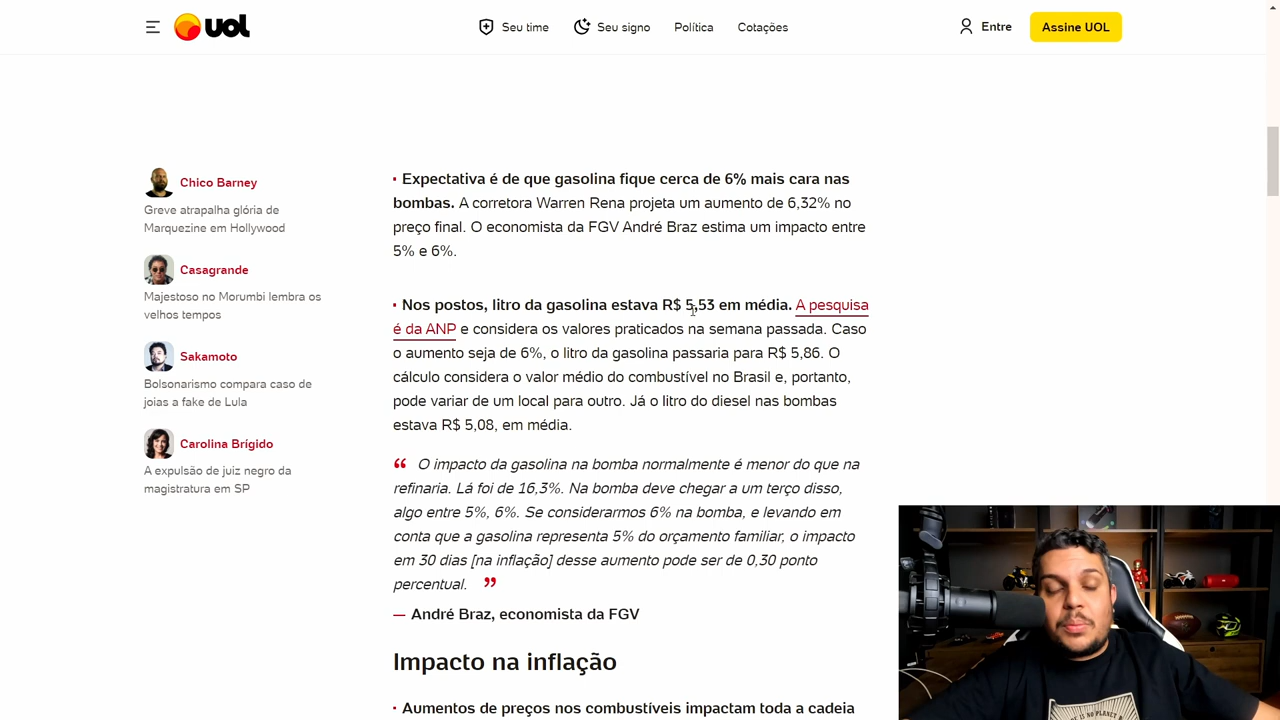 uol
Seu time
Seu signo
Política
Cotações
Entre
Assine UOL
Chico Barney
Greve atrapalha glória de
Marquezine em Hollywood
Casagrande
Majestoso no Morumbi lembra os
velhos tempos
Sakamoto
Bolsonarismo compara caso de
joias a fake de Lula
Carolina Brígido
A expulsão de juiz negro da
magistratura em SP
• Expectativa é de que gasolina fique cerca de 6% mais cara nas
bombas. A corretora Warren Rena projeta um aumento de 6,32% no
preço final. O economista da FGV André Braz estima um impacto entre
5% e 6%.
• Nos postos, litro da gasolina estava R$ 5,53 em média. A pesquisa
é da ANP e considera os valores praticados na semana passada. Caso
o aumento seja de 6%, o litro da gasolina passaria para R$ 5,86. O
cálculo considera o valor médio do combustível no Brasil e, portanto,
pode variar de um local para outro. Já o litro do diesel nas bombas
estava R$ 5,08, em média.
“ O impacto da gasolina na bomba normalmente é menor do que na
refinaria. Lá foi de 16,3%. Na bomba deve chegar a um terço disso,
algo entre 5%, 6%. Se considerarmos 6% na bomba, e levando em
conta que a gasolina representa 5% do orçamento familiar, o impacto
em 30 dias [na inflação] desse aumento pode ser de 0,30 ponto
percentual. ”
— André Braz, economista da FGV
Impacto na inflação
• Aumentos de preços nos combustíveis impactam toda a cadeia